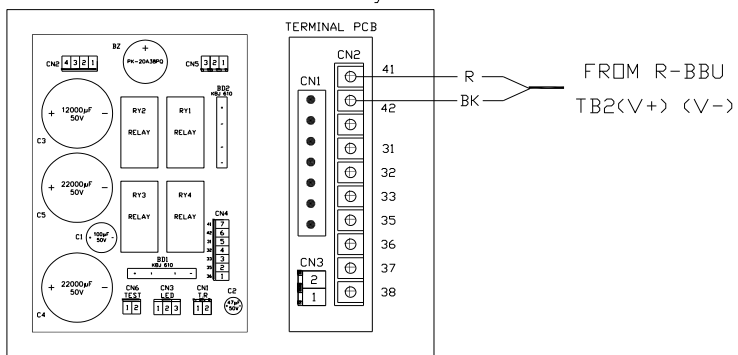 TERMINAL PCB
CN2
4 3 2 1
BZ
PK-20A38PQ
CN5
3 2 1
BD2
KBJ 610
12000µF
50V
+ -
C3
RY2
RELAY
RY1
RELAY
22000µF
50V
+ -
C5
RY3
RELAY
RY4
RELAY
CN4
41 7
42 6
31 5
32 4
33 3
35 2
36 1
C1
100µF
50V
BD1
KBJ 610
22000µF
50V
+ -
C4
CN6
TEST
1 2
CN3
LED
1 2 3
CN1
T.R
1 2
C2
47µF
50V
CN1
CN3
2
1
CN2
41
42
31
32
33
35
36
37
38
R
BK
FROM R-BBU
TB2(V+) (V-)